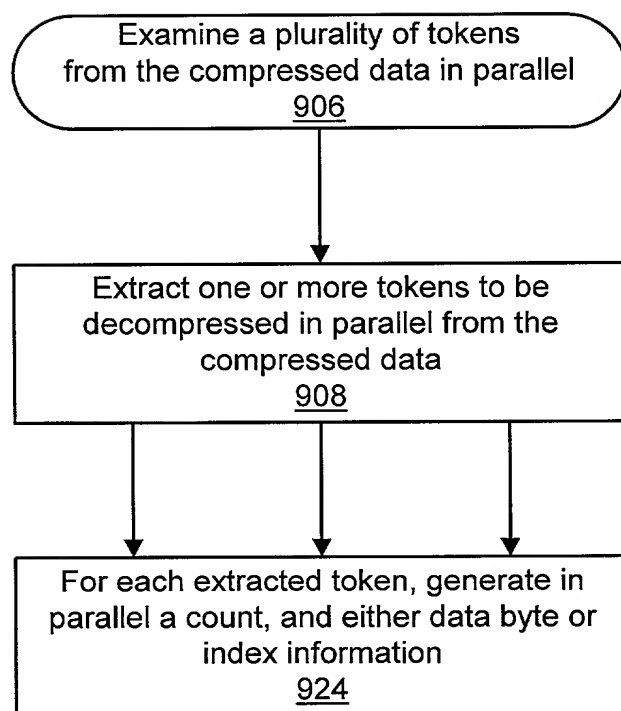 Examine a plurality of tokens
from the compressed data in parallel
906
Extract one or more tokens to be
decompressed in parallel from the
compressed data
908
For each extracted token, generate in
parallel a count, and either data byte or
index information
924